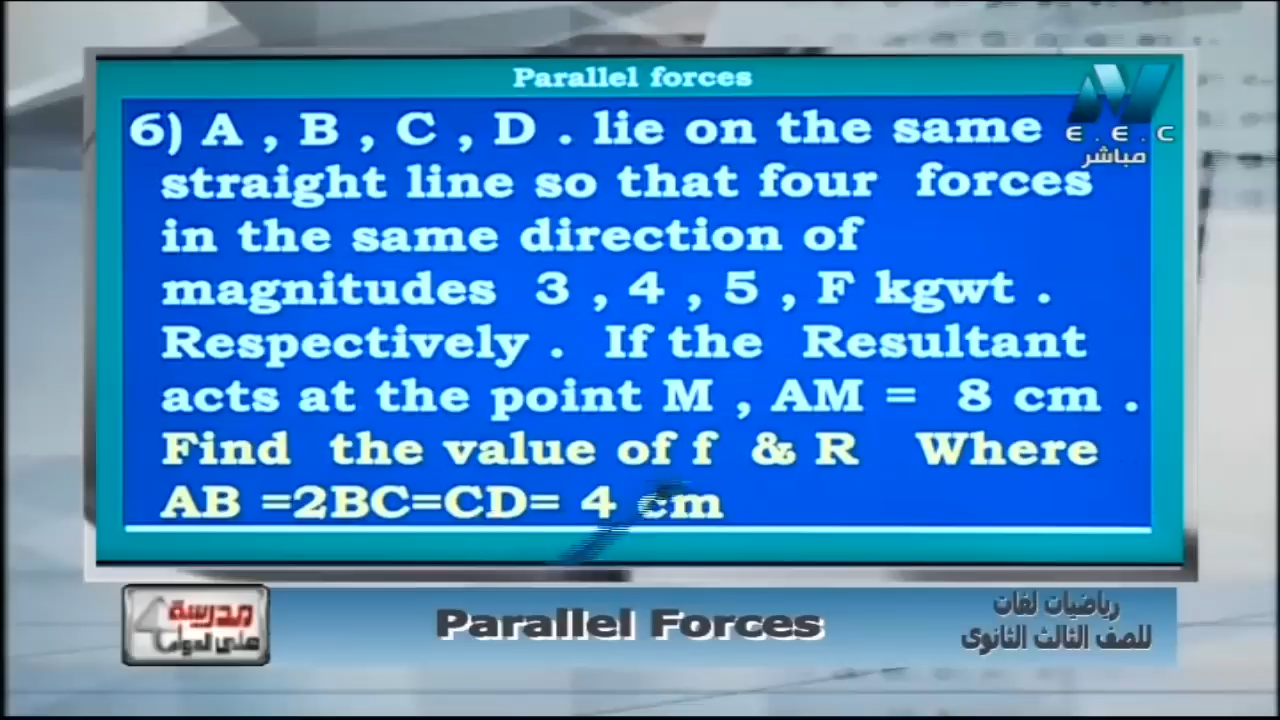 Parallel forces
6) A , B , C , D . lie on the same
straight line so that four forces
in the same direction of
magnitudes 3 , 4 , 5 , F kgwt .
Respectively . If the Resultant
acts at the point M , AM = 8 cm .
Find the value of f & R Where
AB =2BC=CD= 4 cm
E . E . C
مباشر
مدرسة
على الهواء
Parallel Forces
رياضيات لغات
للصف الثالث الثانوى